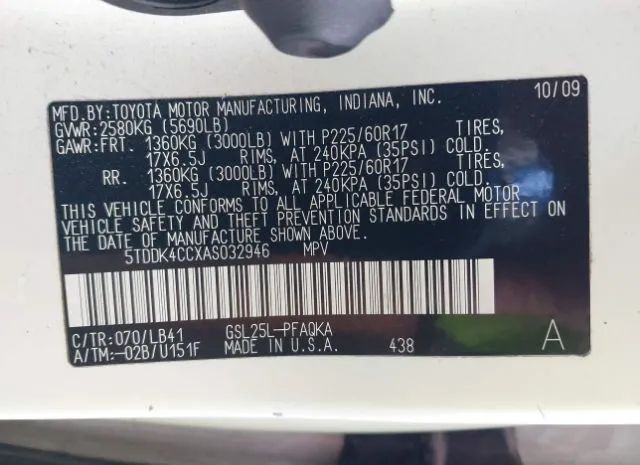 MFD.BY:TOYOTA MOTOR MANUFACTURING, INDIANA, INC. 10/09
GVWR:2580KG (5690LB)
GAWR:FRT. 1360KG (3000LB) WITH P225/60R17 TIRES,
17X6.5J RIMS, AT 240KPA (35PSI) COLD.
RR. 1360KG (3000LB) WITH P225/60R17 TIRES,
17X6.5J RIMS, AT 240KPA (35PSI) COLD.
THIS VEHICLE CONFORMS TO ALL APPLICABLE FEDERAL MOTOR
VEHICLE SAFETY AND THEFT PREVENTION STANDARDS IN EFFECT ON
THE DATE OF MANUFACTURE SHOWN ABOVE.
5TDDK4CCXAS032946 MPV
C/TR:070/LB41 GSL25L-PFAQKA
A/TM:-02B/U151F MADE IN U.S.A. 438 A